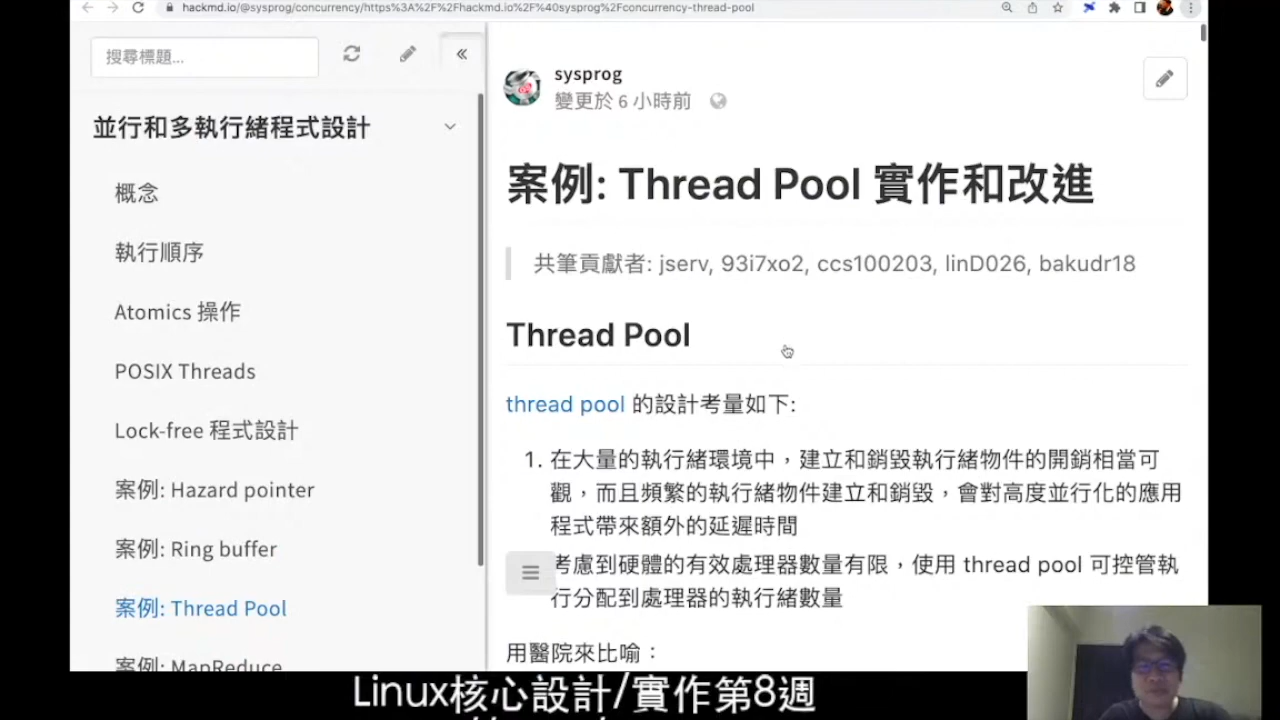 hackmd.io/@sysprog/concurrency/https%3A%2F%2Fhackmd.io%2F%40sysprog%2Fconcurrency-thread-pool
搜尋標題...
並行和多執行緒程式設計
概念
執行順序
Atomics 操作
POSIX Threads
Lock-free 程式設計
案例: Hazard pointer
案例: Ring buffer
案例: Thread Pool
案例: MapReduce
sysprog
變更於 6 小時前
案例: Thread Pool 實作和改進
共筆貢獻者: jserv, 93i7xo2, ccs100203, linD026, bakudr18
Thread Pool
thread pool 的設計考量如下:
1. 在大量的執行緒環境中，建立和銷毀執行緒物件的開銷相當可
觀，而且頻繁的執行緒物件建立和銷毀，會對高度並行化的應用
程式帶來額外的延遲時間
考慮到硬體的有效處理器數量有限，使用 thread pool 可控管執
行分配到處理器的執行緒數量
用醫院來比喻：
Linux核心設計/實作第8週